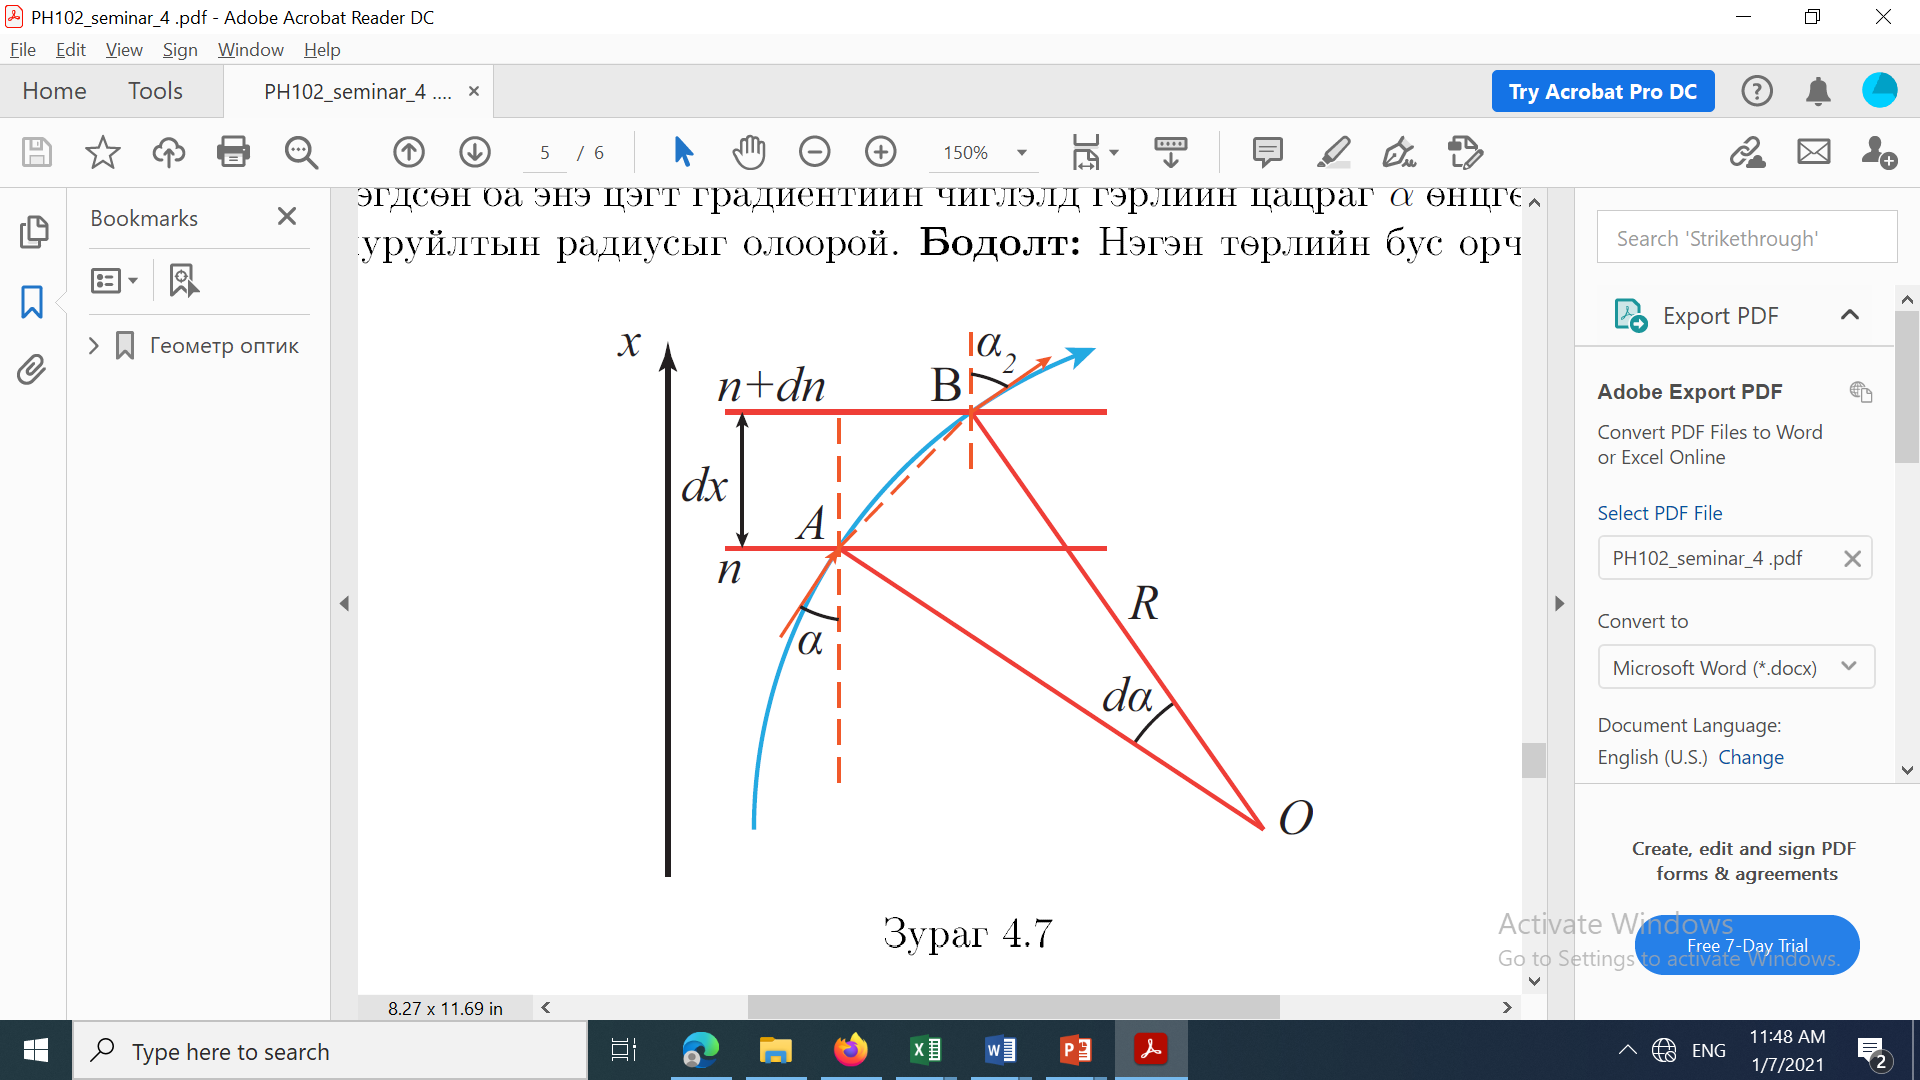 PH102_seminar_4 .pdf - Adobe Acrobat Reader DC
File Edit View Sign Window Help
Home Tools PH102_seminar_4 .... Try Acrobat Pro DC
5 / 6 150%
Bookmarks
Геометр оптик
эгдсөн ба энэ цэгт градиентийн чиглэлд гэрлийн цацраг α өнцгө
уруйлтын радиусыг олоорой. Бодолт: Нэгэн төрлийн бус орч
x
α2
n+dn
B
dx
A
n
R
α
dα
O
Зураг 4.7
8.27 x 11.69 in
Search 'Strikethrough'
Export PDF
Adobe Export PDF
Convert PDF Files to Word
or Excel Online
Select PDF File
PH102_seminar_4 .pdf
Convert to
Microsoft Word (*.docx)
Document Language:
English (U.S.) Change
Create, edit and sign PDF
forms & agreements
Free 7-Day Trial
Activate Windows
Go to Settings to activate Windows.
Type here to search
ENG
11:48 AM
1/7/2021
2